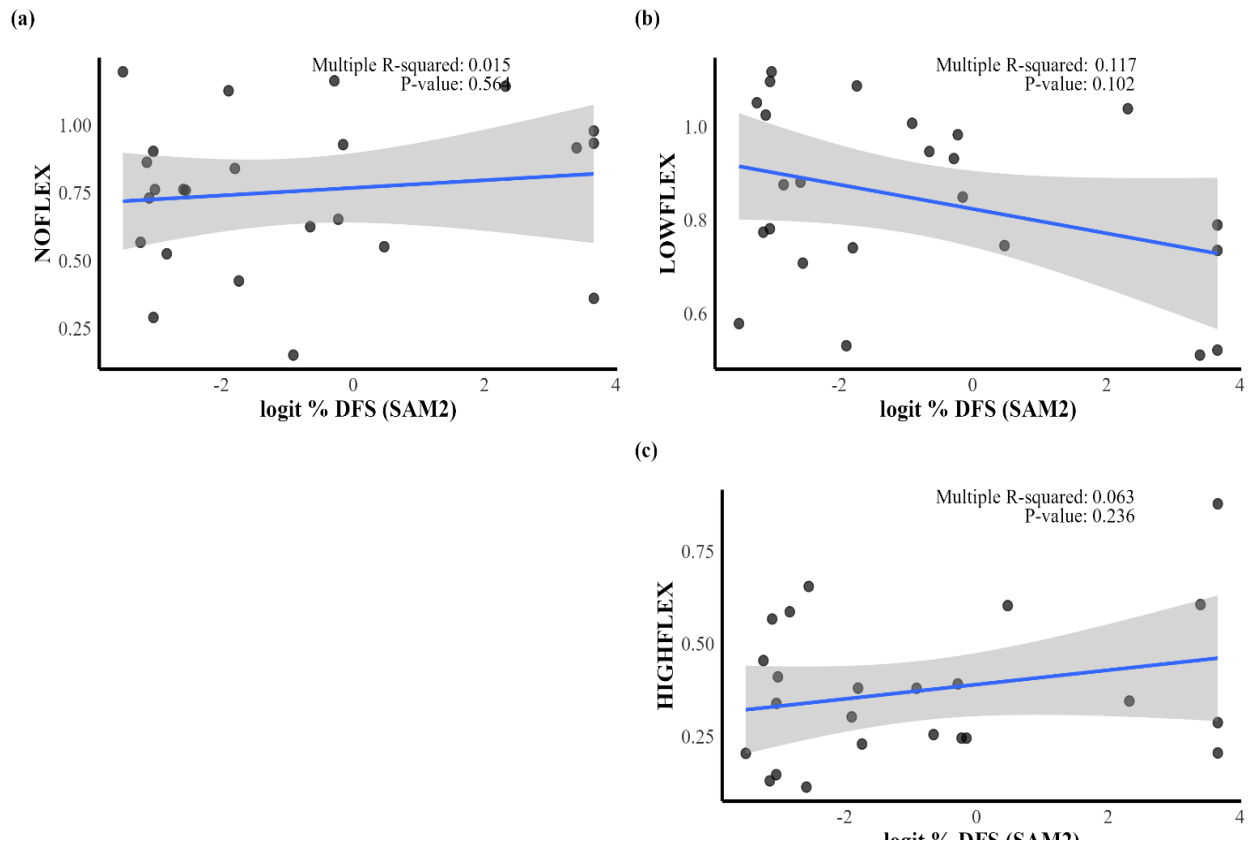 (a)
Multiple R-squared: 0.015
P-value: 0.564
NOFLEX
1.00
0.75
0.50
0.25
-2 0 2 4
logit % DFS (SAM2)
(b)
Multiple R-squared: 0.117
P-value: 0.102
LOWFLEX
1.0
0.8
0.6
-2 0 2 4
logit % DFS (SAM2)
(c)
Multiple R-squared: 0.063
P-value: 0.236
HIGHFLEX
0.75
0.50
0.25
-2 0 2 4
logit % DFS (SAM2)